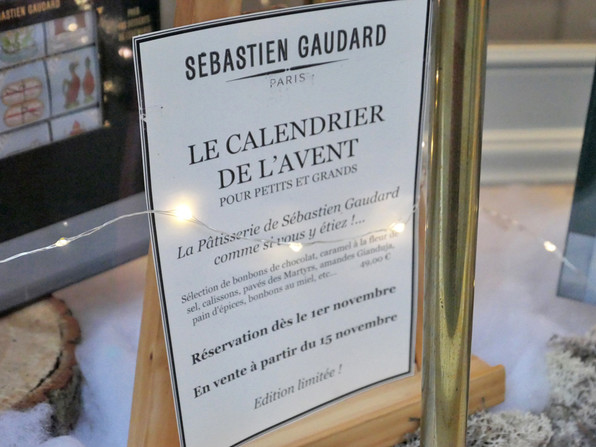 BASTIEN GAUDARD
SÉBASTIEN GAUDARD
PARIS
LE CALENDRIER
DE L'AVENT
POUR PETITS ET GRANDS
La Pâtisserie de Sébastien Gaudard
comme si vous y étiez !...
Sélection de bonbons de chocolat, caramel à la fleur de
sel, calissons, pavés des Martyrs, amandes Gianduja,
pain d'épices, bonbons au miel, etc... 49,00 €
Réservation dès le 1er novembre
En vente à partir du 15 novembre
Edition limitée !